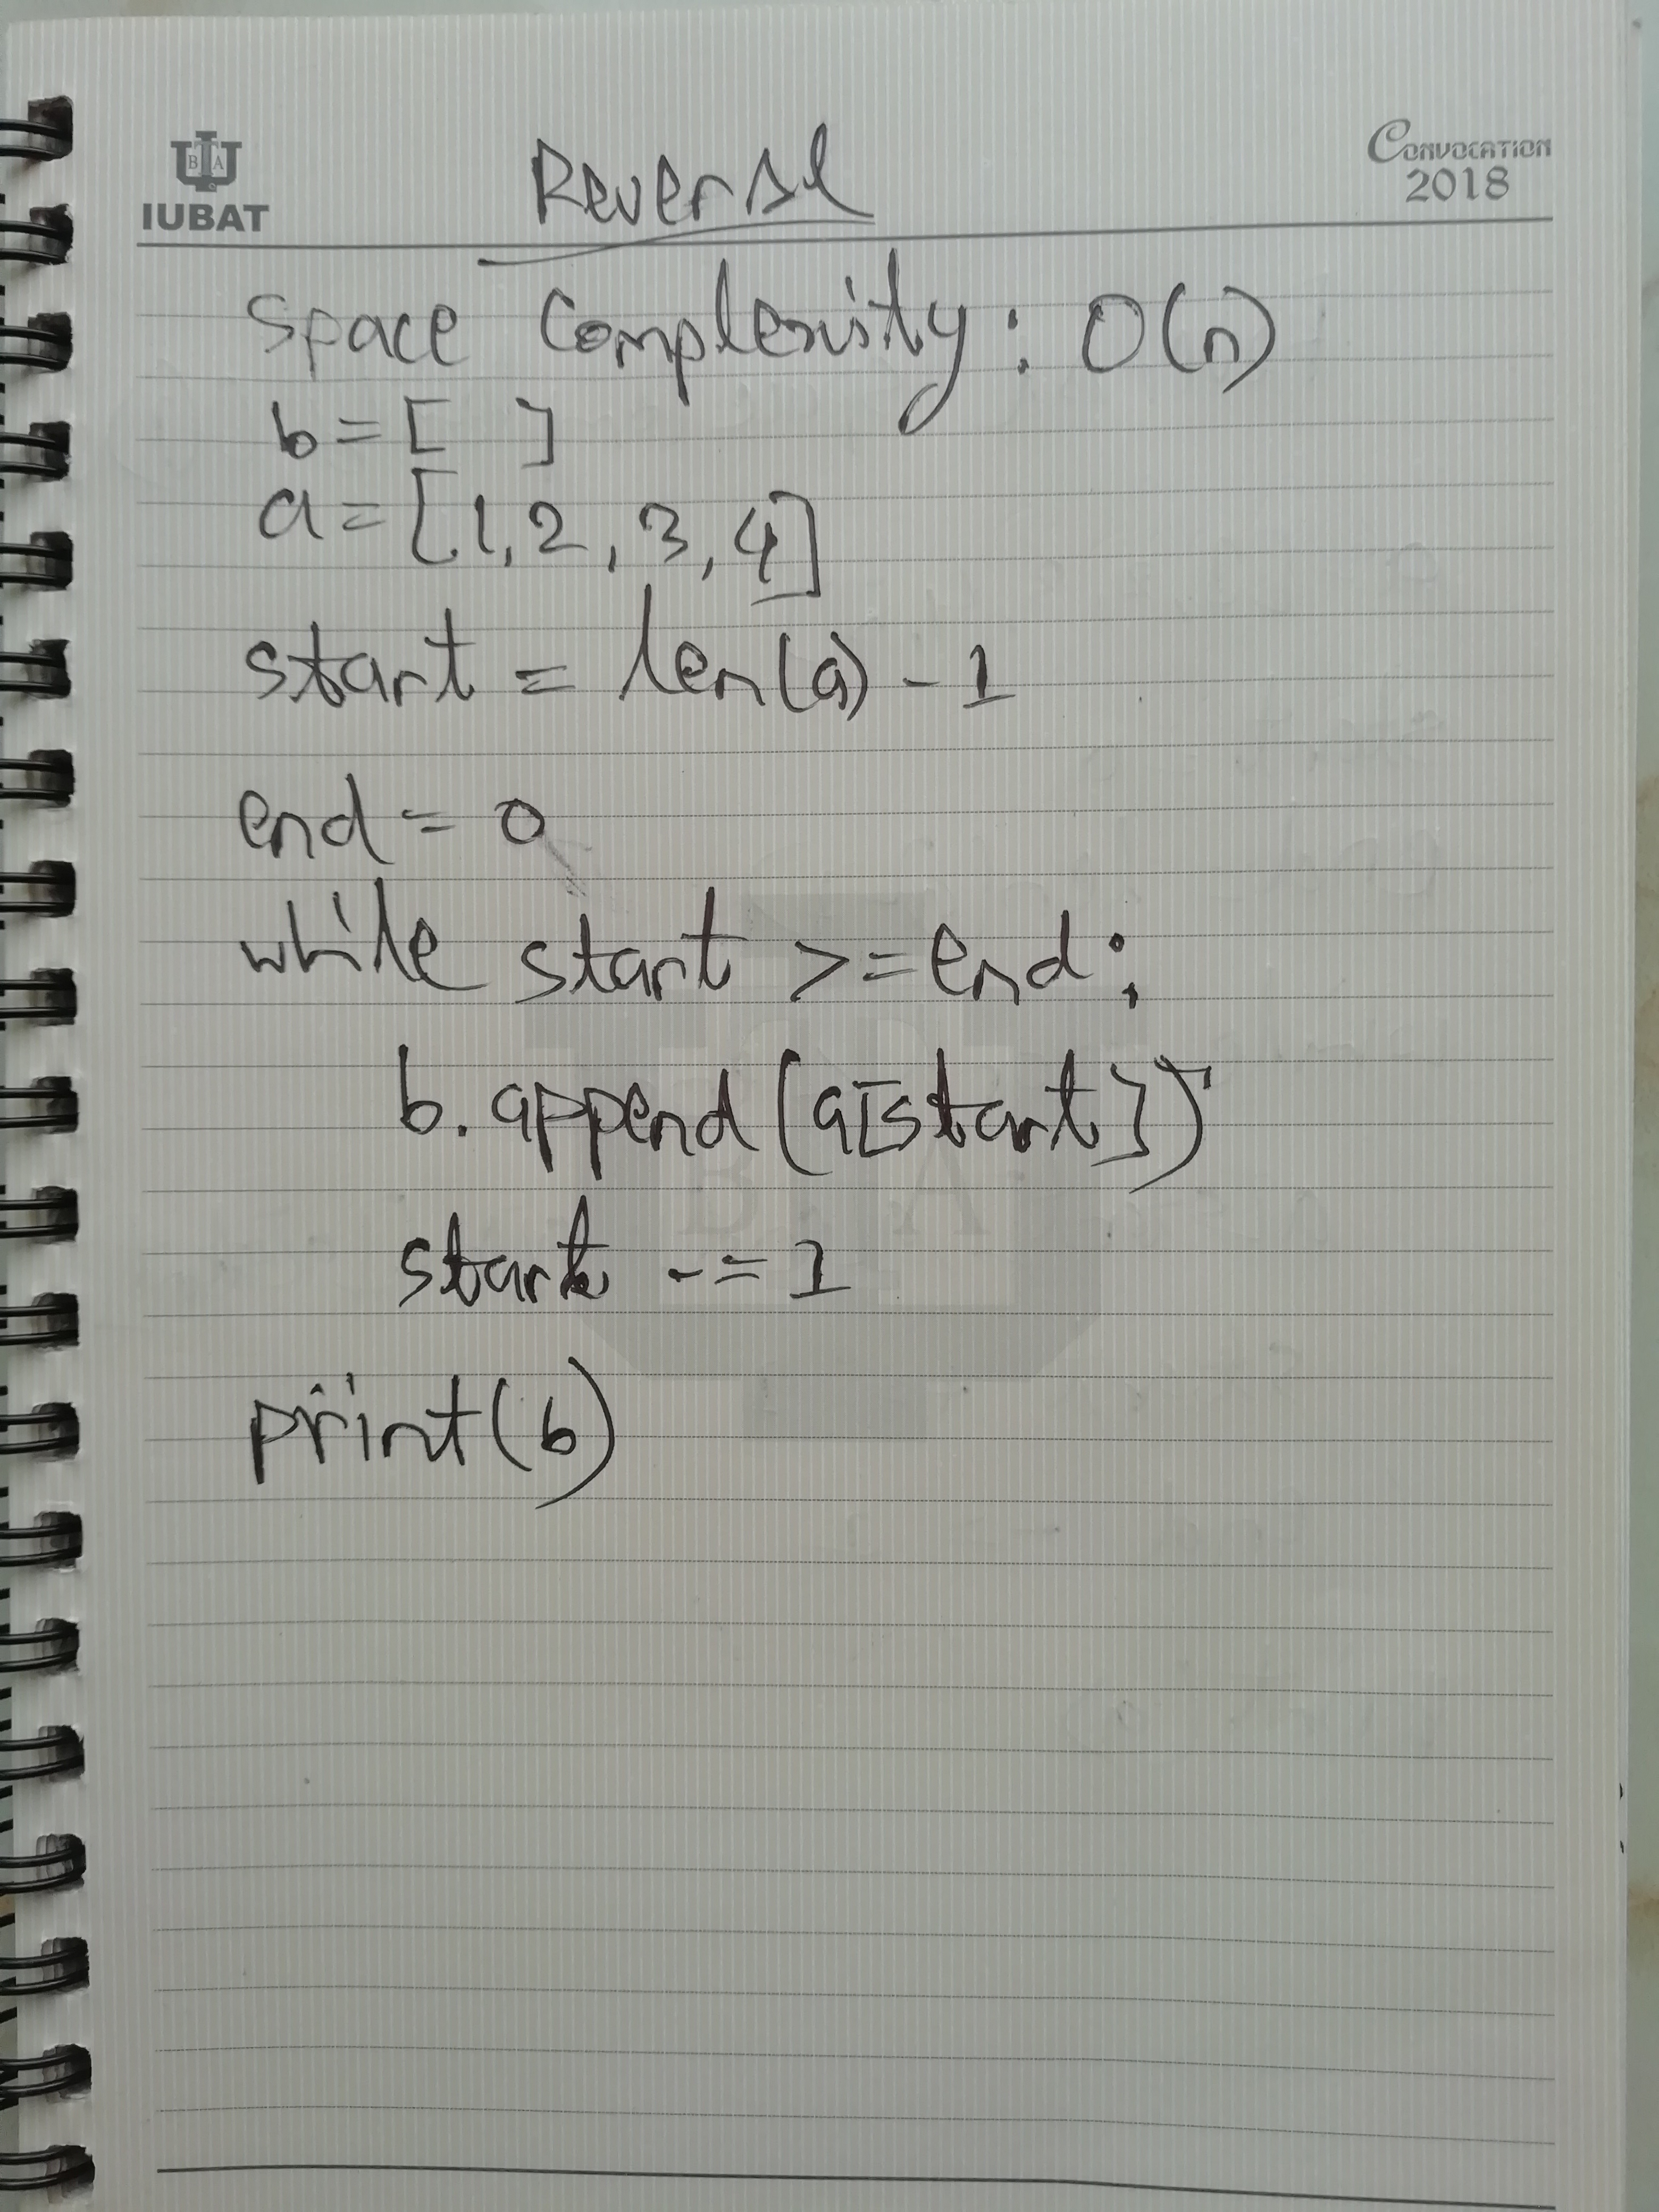 IUBAT
Reverse
CONVOCATION
2018
Space Complexity: O(n)
b = [ ]
a = [1, 2, 3, 4]
start = len(a) - 1
end = 0
while start >= end:
b.append(a[start])
start -= 1
print(b)